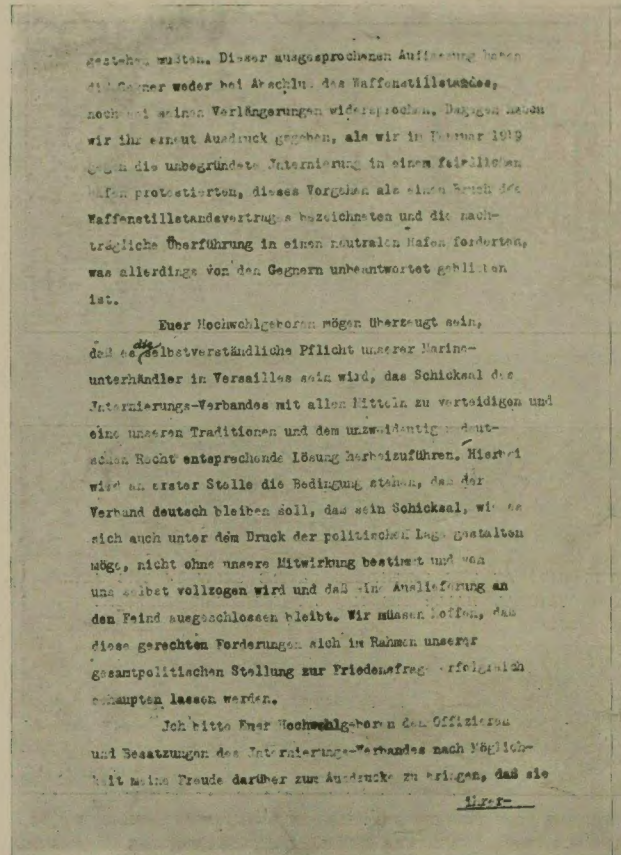 gestehen mußten. Dieser ausgesprochenen Auffassung haben
die Gegner weder bei Abschluß des Waffenstillstandes,
noch bei seinen Verlängerungen widersprochen. Dagegen haben
wir ihr erneut Ausdruck gegeben, als wir im Februar 1919
gegen die unbegründete Internierung in einem feindlichen
Hafen protestierten, dieses Vorgehen als einen Bruch des
Waffenstillstandsvertrages bezeichneten und die nach-
trägliche Überführung in einen neutralen Hafen forderten,
was allerdings von den Gegnern unbeantwortet geblieben
ist.
Euer Hochwohlgeboren mögen überzeugt sein,
daß es die selbstverständliche Pflicht unserer Marine-
unterhändler in Versailles sein wird, das Schicksal des
Internierungs-Verbandes mit allen Mitteln zu verteidigen und
eine unseren Traditionen und dem unzweideutigen deut-
schen Recht entsprechende Lösung herbeizuführen. Hierbei
wird an erster Stelle die Bedingung stehen, daß der
Verband deutsch bleiben soll, daß sein Schicksal, wie es
sich auch unter dem Druck der politischen Lage gestalten
möge, nicht ohne unsere Mitwirkung bestimmt und von
uns selbst vollzogen wird und daß eine Auslieferung an
den Feind ausgeschlossen bleibt. Wir müssen hoffen, daß
diese gerechten Forderungen sich im Rahmen unserer
gesamtpolitischen Stellung zur Friedensfrage erfolgreich
behaupten lassen werden.
Ich bitte Euer Hochwohlgeboren den Offizieren
und Besatzungen des Internierungs-Verbandes nach Möglich-
keit meine Freude darüber zum Ausdrucke zu bringen, daß sie
ihrer-